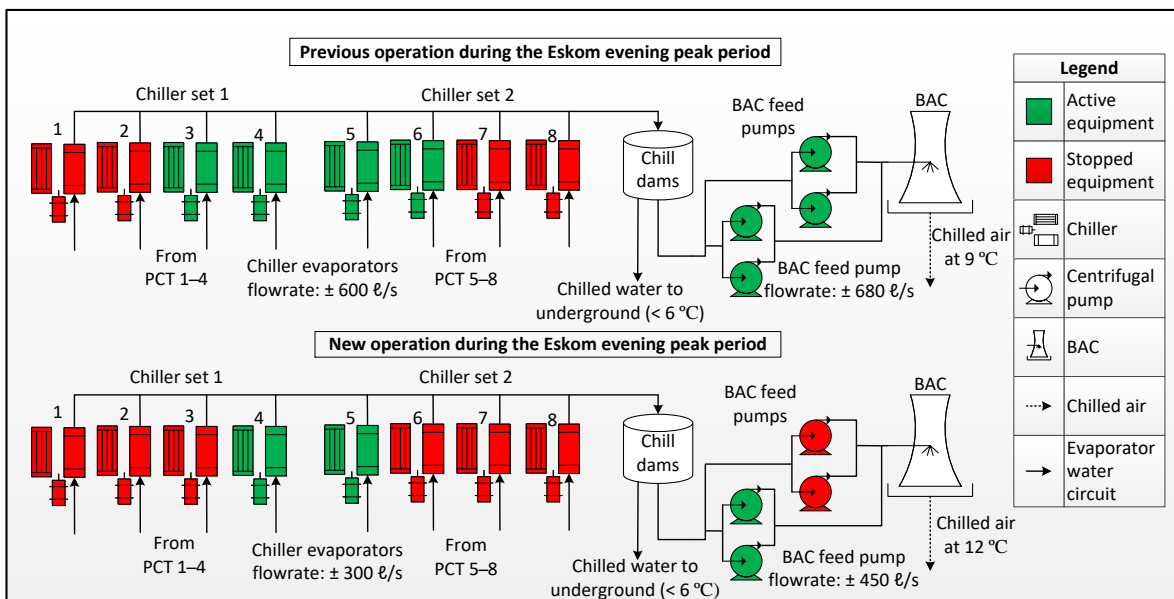 Previous operation during the Eskom evening peak period
Chiller set 1
Chiller set 2
1
2
3
4
5
6
7
8
Chill
dams
BAC feed
pumps
BAC
From
PCT 1–4
Chiller evaporators
flowrate: ± 600 ℓ/s
From
PCT 5–8
Chilled water to
underground (< 6 °C)
BAC feed pump
flowrate: ± 680 ℓ/s
Chilled air
at 9 °C
New operation during the Eskom evening peak period
Chiller set 1
Chiller set 2
1
2
3
4
5
6
7
8
Chill
dams
BAC feed
pumps
BAC
From
PCT 1–4
Chiller evaporators
flowrate: ± 300 ℓ/s
From
PCT 5–8
Chilled water to
underground (< 6 °C)
BAC feed pump
flowrate: ± 450 ℓ/s
Chilled air
at 12 °C
Legend
Active
equipment
Stopped
equipment
Chiller
Centrifugal
pump
BAC
Chilled air
Evaporator
water
circuit